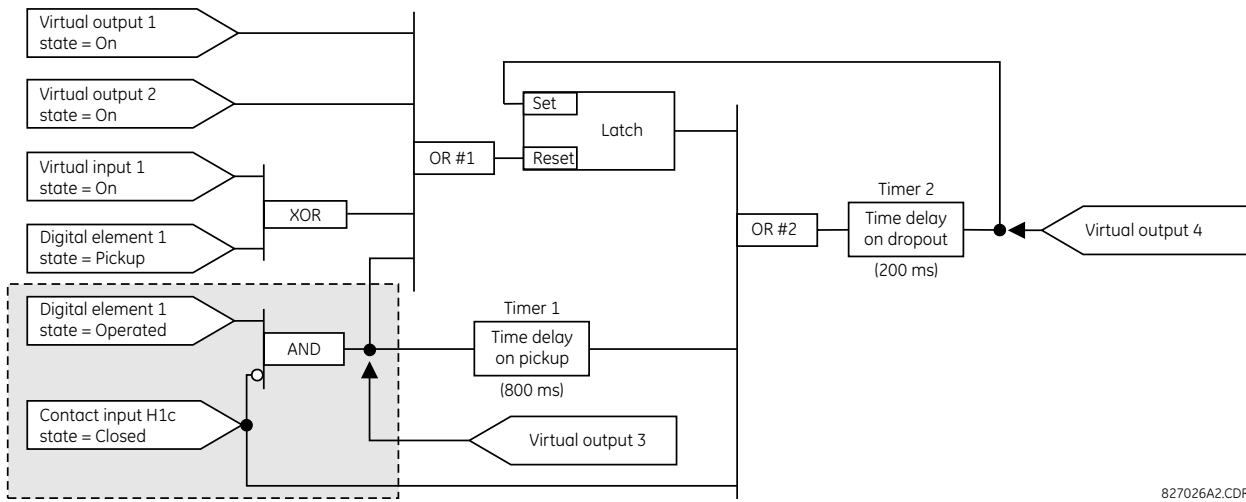 Virtual output 1
state = On
Virtual output 2
state = On
Virtual input 1
state = On
Digital element 1
state = Pickup
XOR
OR #1
Set
Reset
Latch
Digital element 1
state = Operated
AND
Contact input H1c
state = Closed
Timer 1
Time delay
on pickup
(800 ms)
Virtual output 3
OR #2
Timer 2
Time delay
on dropout
(200 ms)
Virtual output 4
827026A2.CDR